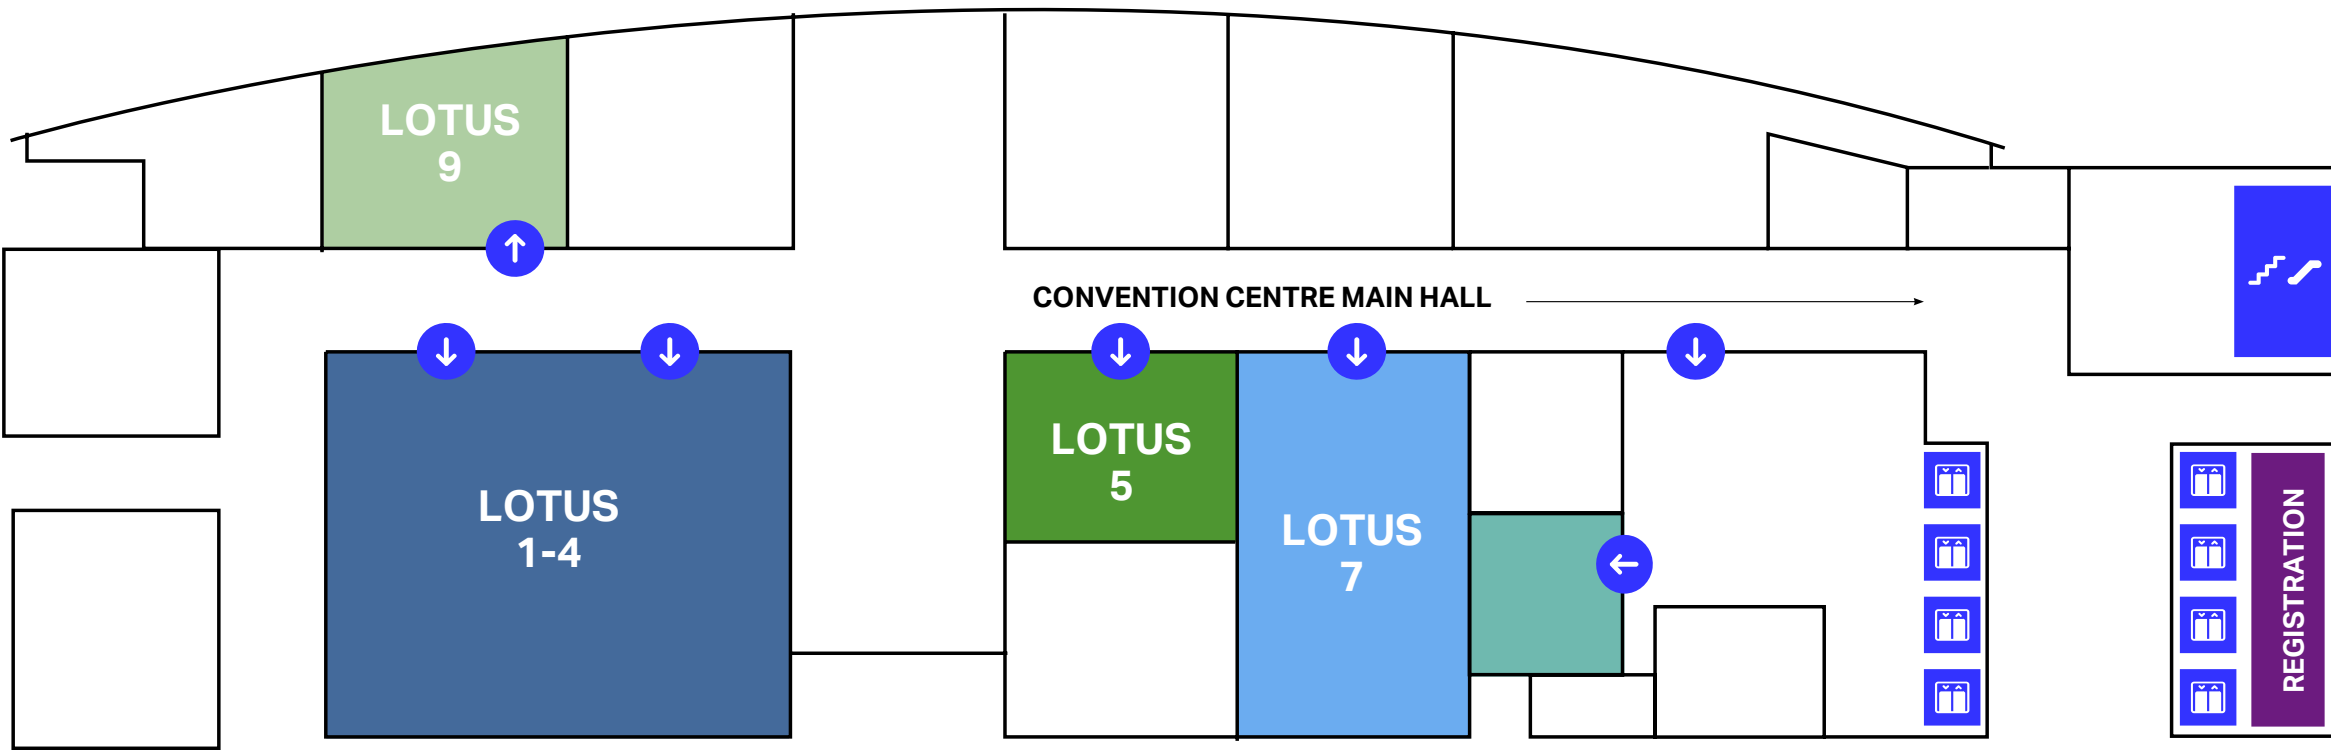 LOTUS
9
CONVENTION CENTRE MAIN HALL
LOTUS
1-4
LOTUS
5
LOTUS
7
REGISTRATION